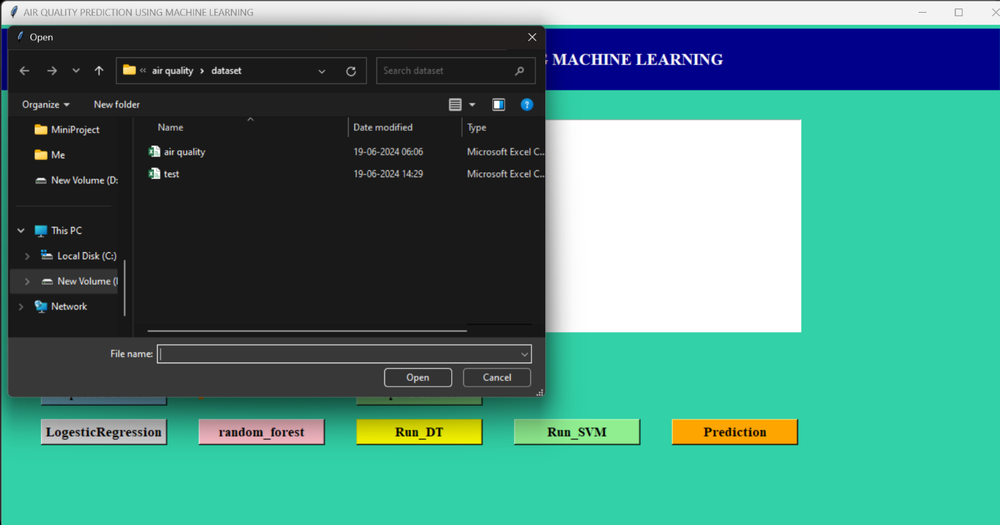 AIR QUALITY PREDICTION USING MACHINE LEARNING
Open
MACHINE LEARNING
« air quality › dataset
Search dataset
Organize
New folder
?
Name
Date modified
Type
MiniProject
Me
New Volume (D:
This PC
Local Disk (C:)
New Volume (
Network
air quality 19-06-2024 06:06 Microsoft Excel C...
test 19-06-2024 14:29 Microsoft Excel C...
File name:
Open
Cancel
LogesticRegression
random_forest
Run_DT
Run_SVM
Prediction